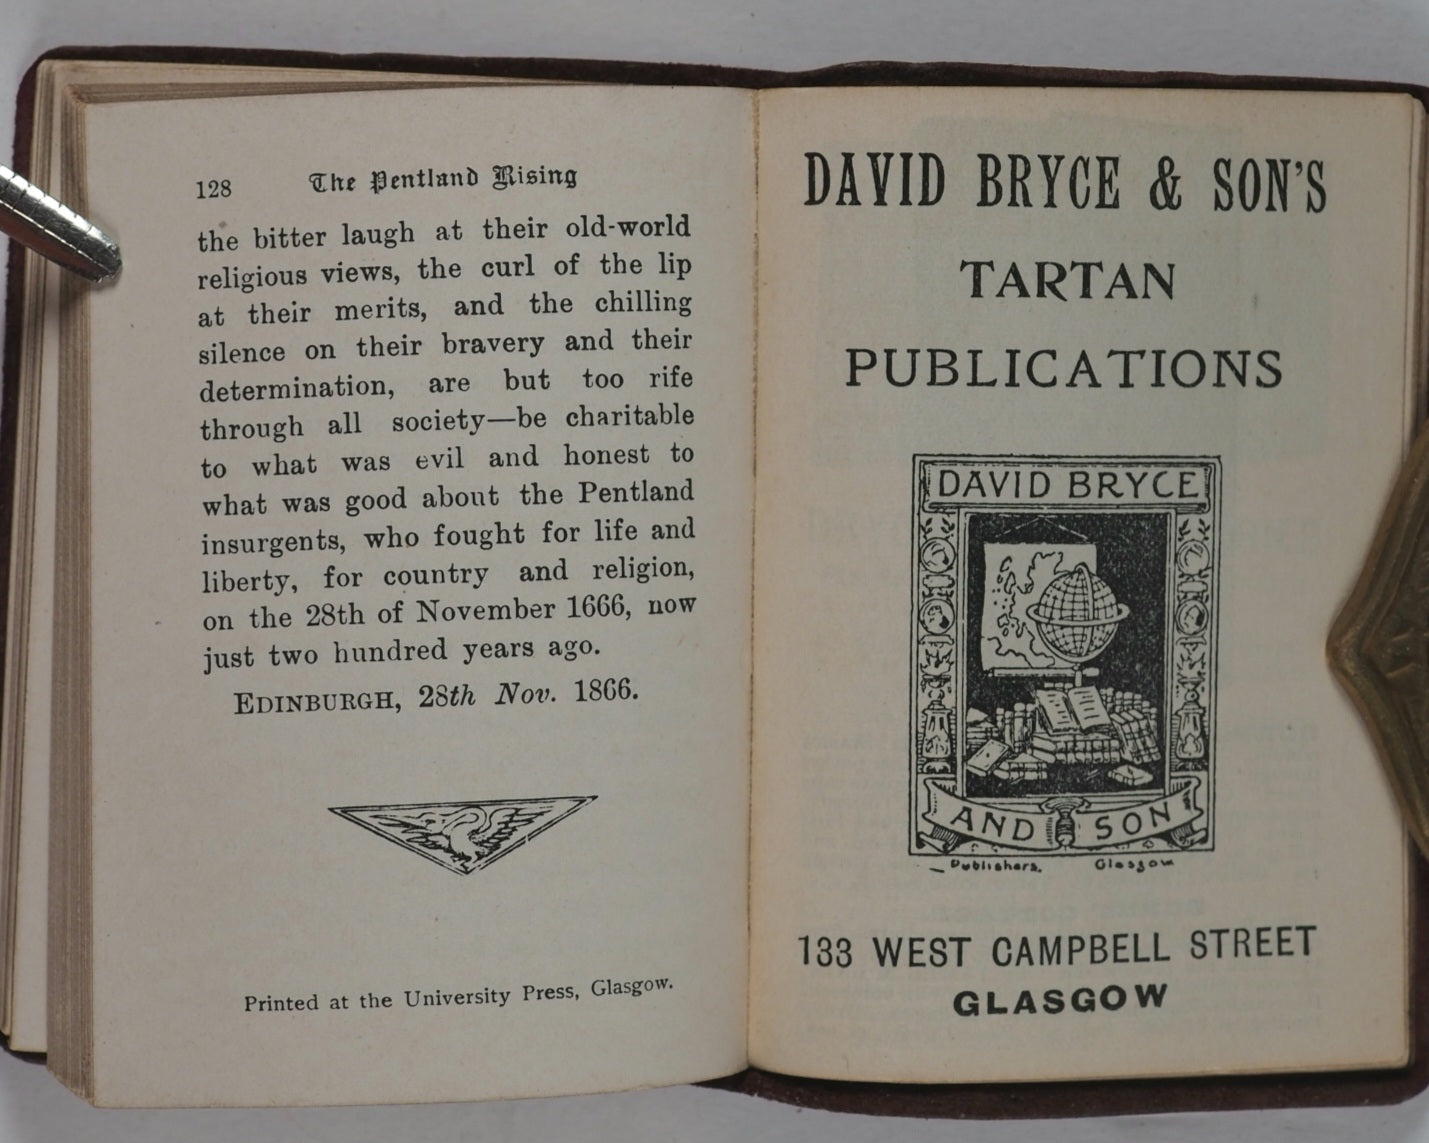 128 The Pentland Rising
the bitter laugh at their old-world
religious views, the curl of the lip
at their merits, and the chilling
silence on their bravery and their
determination, are but too rife
through all society—be charitable
to what was evil and honest to
what was good about the Pentland
insurgents, who fought for life and
liberty, for country and religion,
on the 28th of November 1666, now
just two hundred years ago.
EDINBURGH, 28th Nov. 1866.
Printed at the University Press, Glasgow.
DAVID BRYCE & SON'S
TARTAN
PUBLICATIONS
DAVID BRYCE
AND SON
Publishers. Glasgow
133 WEST CAMPBELL STREET
GLASGOW